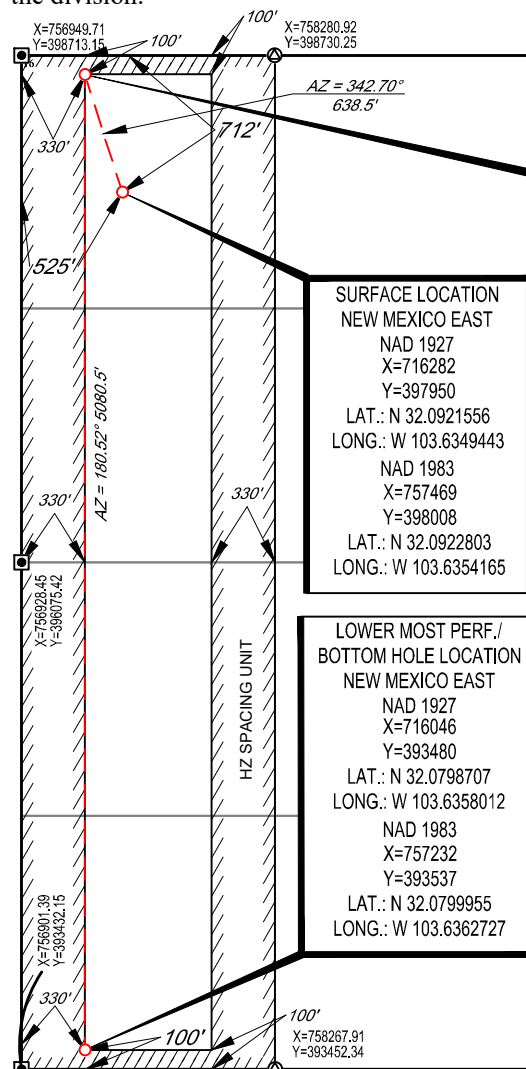 the division.
X=756949.71
Y=398713.15
100'
100'
X=758280.92
Y=398730.25
AZ = 342.70°
638.5'
330'
712'
525'
SURFACE LOCATION
NEW MEXICO EAST
NAD 1927
X=716282
Y=397950
LAT.: N 32.0921556
LONG.: W 103.6349443
NAD 1983
X=757469
Y=398008
LAT.: N 32.0922803
LONG.: W 103.6354165
AZ = 180.52° 5080.5'
330'
330'
X=756928.45
Y=396075.42
HZ SPACING UNIT
LOWER MOST PERF./
BOTTOM HOLE LOCATION
NEW MEXICO EAST
NAD 1927
X=716046
Y=393480
LAT.: N 32.0798707
LONG.: W 103.6358012
NAD 1983
X=757232
Y=393537
LAT.: N 32.0799955
LONG.: W 103.6362727
X=756901.39
Y=393432.15
330'
100'
100'
X=758267.91
Y=393452.34